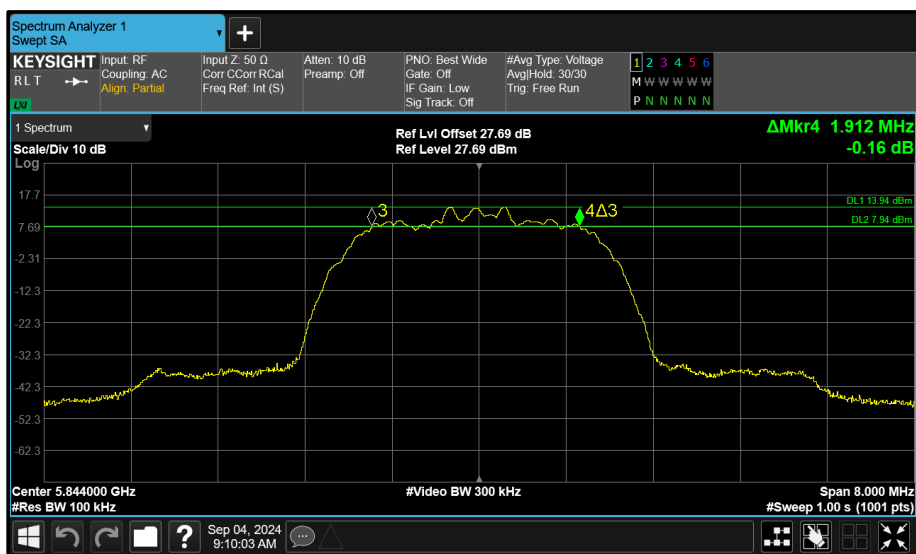 Spectrum Analyzer 1
Swept SA
+
KEYSIGHT
R L T
LXI
Input: RF
Coupling: AC
Align: Partial
Input Z: 50 Ω
Corr CCorr RCal
Freq Ref: Int (S)
Atten: 10 dB
Preamp: Off
PNO: Best Wide
Gate: Off
IF Gain: Low
Sig Track: Off
#Avg Type: Voltage
Avg|Hold: 30/30
Trig: Free Run
1 2 3 4 5 6
M W W W W W
P N N N N N
1 Spectrum
Scale/Div 10 dB
Log
Ref Lvl Offset 27.69 dB
Ref Level 27.69 dBm
ΔMkr4 1.912 MHz
-0.16 dB
17.7
7.69
-2.31
-12.3
-22.3
-32.3
-42.3
-52.3
-62.3
3
4Δ3
DL1 13.94 dBm
DL2 7.94 dBm
Center 5.844000 GHz
#Res BW 100 kHz
#Video BW 300 kHz
Span 8.000 MHz
#Sweep 1.00 s (1001 pts)
?
Sep 04, 2024
9:10:03 AM